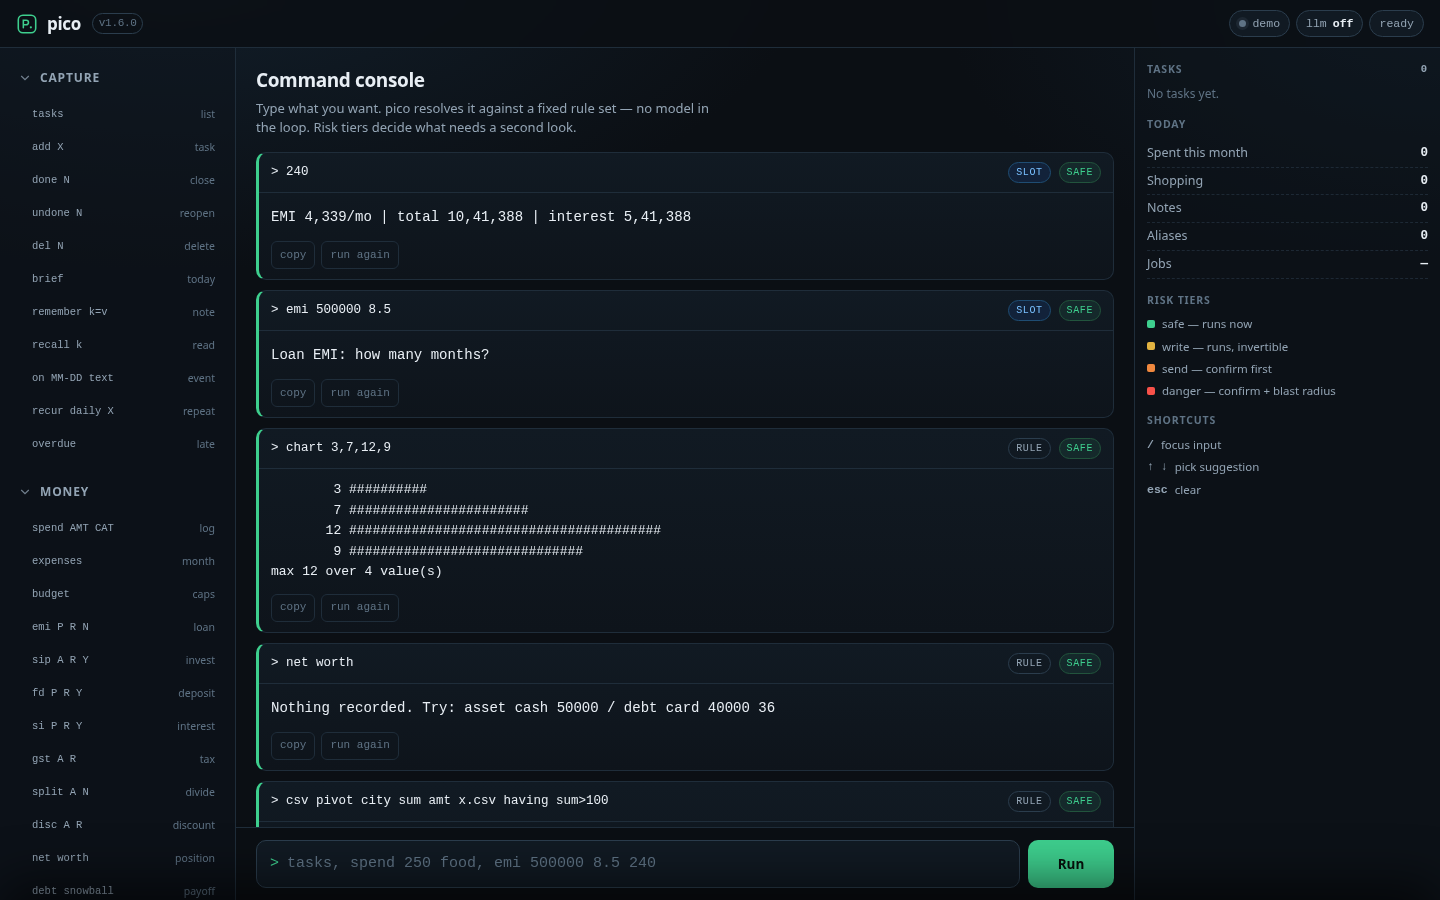 pico v1.6.0
demo
llm off
ready
CAPTURE
tasks list
add X task
done N close
undone N reopen
del N delete
brief today
remember k=v note
recall k read
on MM-DD text event
recur daily X repeat
overdue late
MONEY
spend AMT CAT log
expenses month
budget caps
emi P R N loan
sip A R Y invest
fd P R Y deposit
si P R Y interest
gst A R tax
split A N divide
disc A R discount
net worth position
debt snowball payoff
Command console
Type what you want. pico resolves it against a fixed rule set — no model in
the loop. Risk tiers decide what needs a second look.
> 240 SLOT SAFE
EMI 4,339/mo | total 10,41,388 | interest 5,41,388
copy run again
> emi 500000 8.5 SLOT SAFE
Loan EMI: how many months?
copy run again
> chart 3,7,12,9 RULE SAFE
3 ##########
7 #######################
12 ########################################
9 ##############################
max 12 over 4 value(s)
copy run again
> net worth RULE SAFE
Nothing recorded. Try: asset cash 50000 / debt card 40000 36
copy run again
> csv pivot city sum amt x.csv having sum>100 RULE SAFE
> tasks, spend 250 food, emi 500000 8.5 240
Run
TASKS 0
No tasks yet.
TODAY
Spent this month 0
Shopping 0
Notes 0
Aliases 0
Jobs —
RISK TIERS
safe — runs now
write — runs, invertible
send — confirm first
danger — confirm + blast radius
SHORTCUTS
/ focus input
↑ ↓ pick suggestion
esc clear